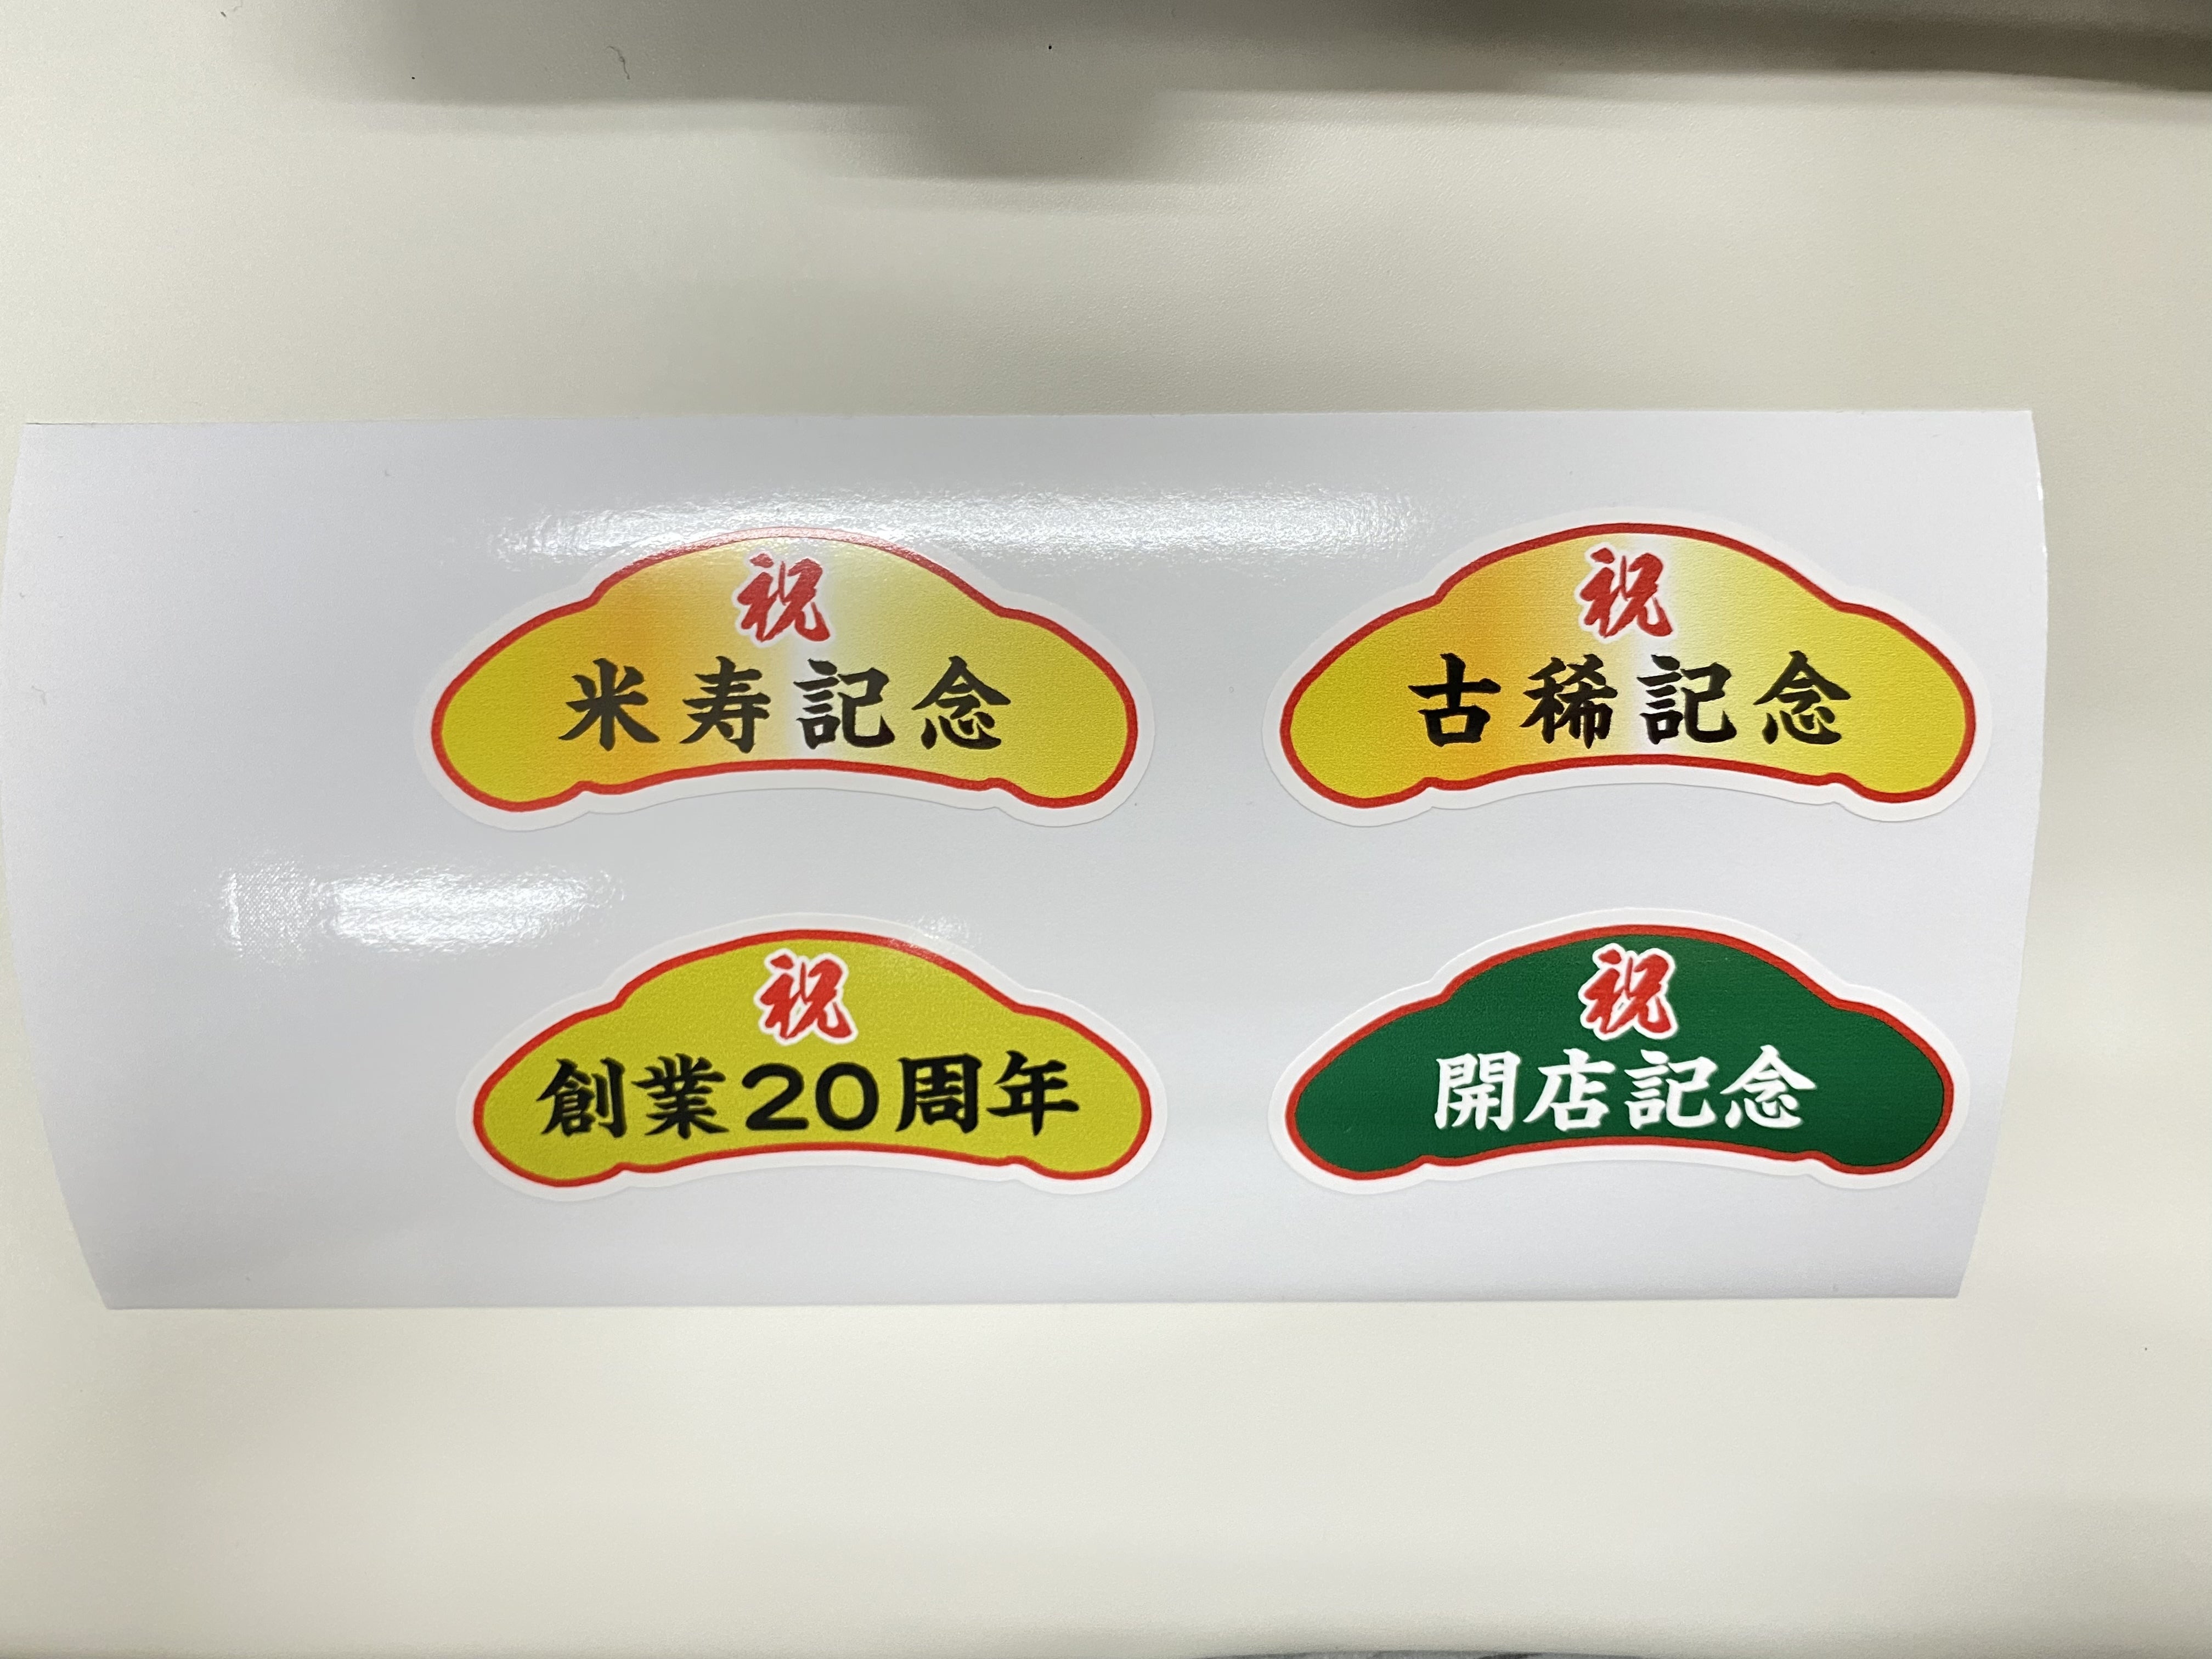 祝
米寿記念
祝
古稀記念
祝
創業20周年
祝
開店記念